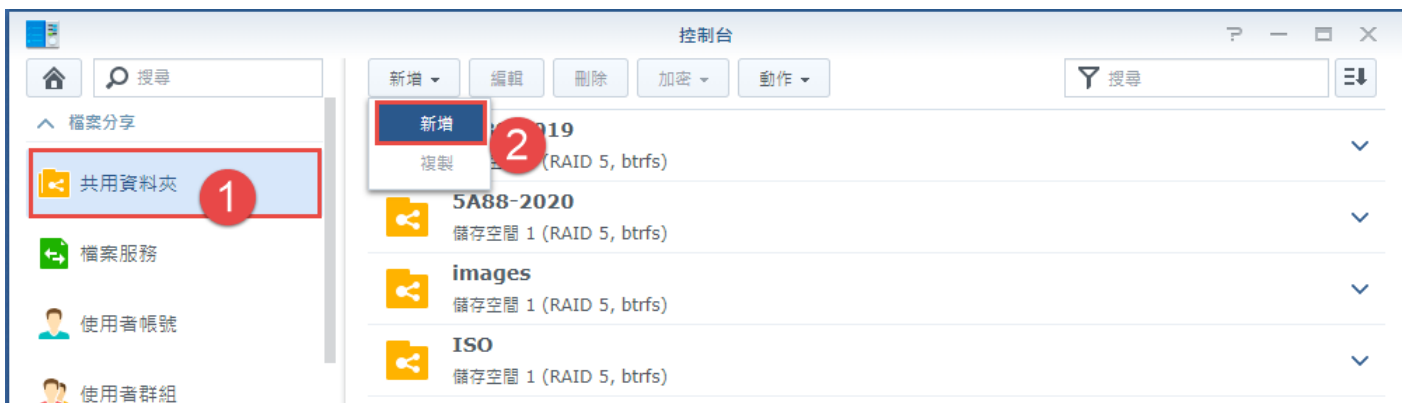 控制台
搜尋
新增
編輯
刪除
加密
動作
搜尋
檔案分享
新增
複製
2
019
(RAID 5, btrfs)
共用資料夾
1
5A88-2020
儲存空間 1 (RAID 5, btrfs)
檔案服務
images
儲存空間 1 (RAID 5, btrfs)
使用者帳號
ISO
儲存空間 1 (RAID 5, btrfs)
使用者群組